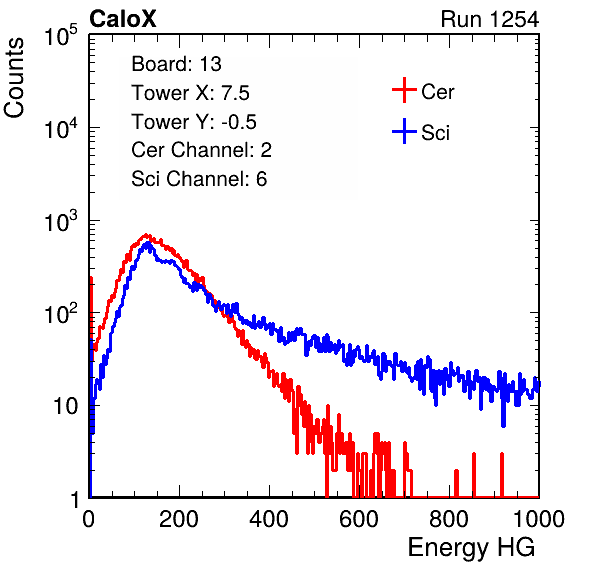 CaloX Run 1254
Counts
10^5
10^4
10^3
10^2
10
1
Board: 13
Tower X: 7.5
Tower Y: -0.5
Cer Channel: 2
Sci Channel: 6
Cer
Sci
0 200 400 600 800 1000
Energy HG